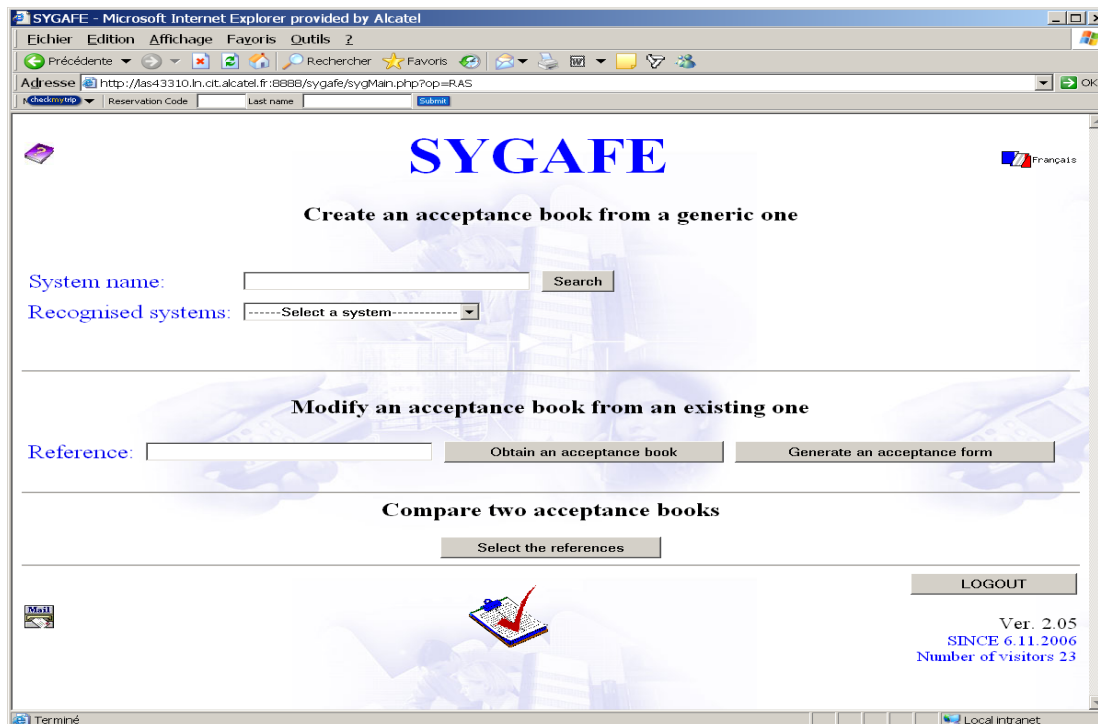 SYGAFE - Microsoft Internet Explorer provided by Alcatel
Eichier Edition Affichage Favoris Outils ?
Précédente Rechercher Favoris
Adresse http://las43310.ln.cit.alcatel.fr:8888/sygafe/sygMain.php?op=RAS OK
checkmytrip Reservation Code Last name Submit
SYGAFE
Français
Create an acceptance book from a generic one
System name: Search
Recognised systems: ------Select a system------------
Modify an acceptance book from an existing one
Reference: Obtain an acceptance book Generate an acceptance form
Compare two acceptance books
Select the references
LOGOUT
Mail
Ver. 2.05
SINCE 6.11.2006
Number of visitors 23
Terminé Local intranet